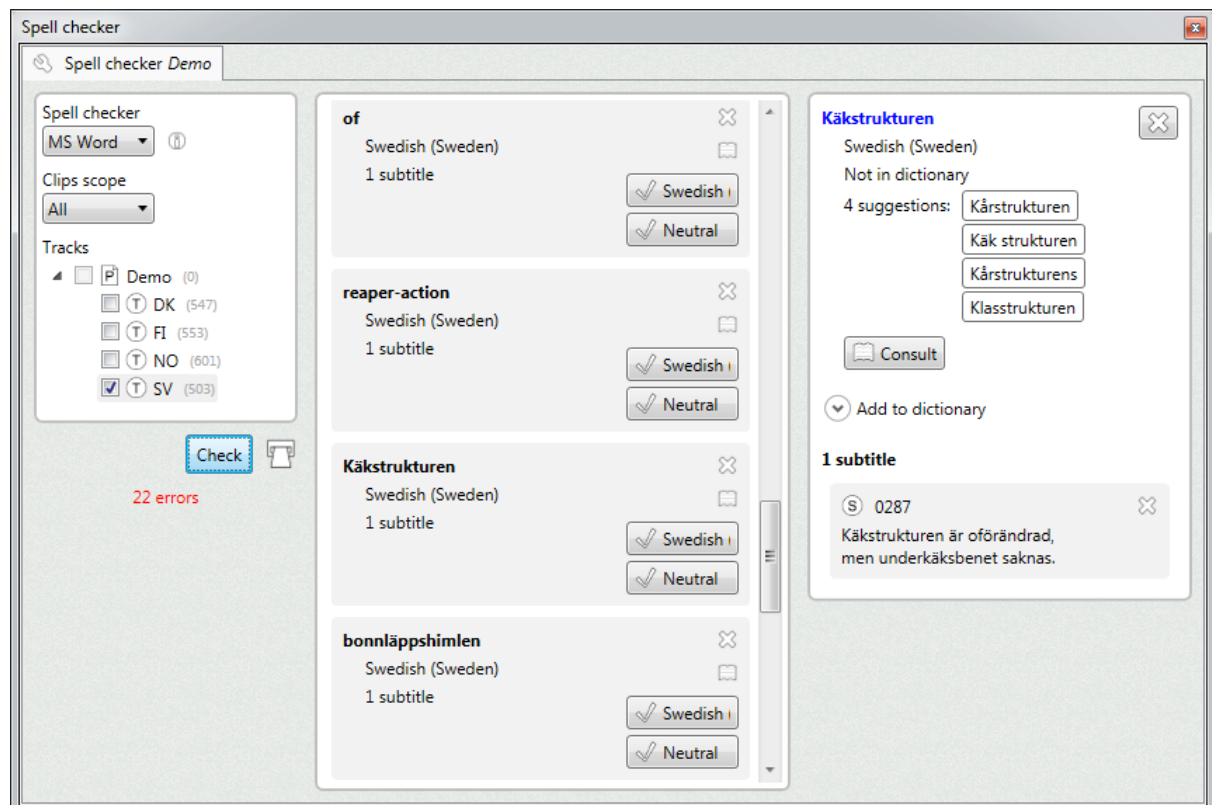 Spell checker
Spell checker Demo
Spell checker
MS Word
Clips scope
All
Tracks
P Demo (0)
T DK (547)
T FI (553)
T NO (601)
T SV (503)
Check
22 errors
of
Swedish (Sweden)
1 subtitle
Swedish (
Neutral
reaper-action
Swedish (Sweden)
1 subtitle
Swedish (
Neutral
Käkstrukturen
Swedish (Sweden)
1 subtitle
Swedish (
Neutral
bonnläppshimlen
Swedish (Sweden)
1 subtitle
Swedish (
Neutral
Käkstrukturen
Swedish (Sweden)
Not in dictionary
4 suggestions: Kårstrukturen
Käk strukturen
Kårstrukturens
Klasstrukturen
Consult
Add to dictionary
1 subtitle
S 0287
Käkstrukturen är oförändrad,
men underkäksbenet saknas.